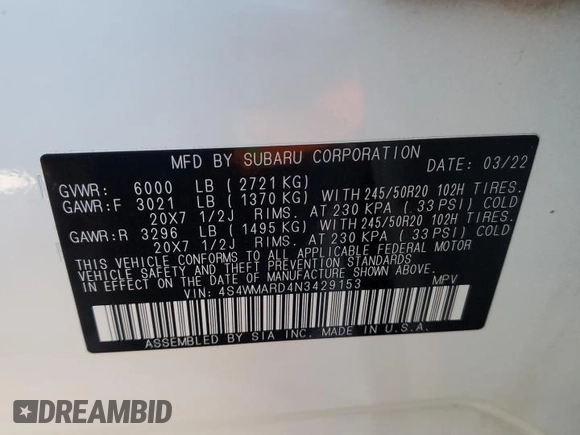 MFD BY SUBARU CORPORATION DATE: 03/22
GVWR: 6000 LB (2721 KG)
GAWR:F 3021 LB (1370 KG) WITH 245/50R20 102H TIRES.
20X7 1/2J RIMS. AT 230 KPA (33 PSI) COLD
GAWR:R 3296 LB (1495 KG) WITH 245/50R20 102H TIRES.
20X7 1/2J RIMS. AT 230 KPA (33 PSI) COLD
THIS VEHICLE CONFORMS TO ALL APPLICABLE FEDERAL MOTOR
VEHICLE SAFETY AND THEFT PREVENTION STANDARDS
IN EFFECT ON THE DATE OF MANUFACTURE SHOWN ABOVE.
VIN: 4S4WMARD4N3429153 MPV
ASSEMBLED BY SIA INC. MADE IN U.S.A.
DREAMBID